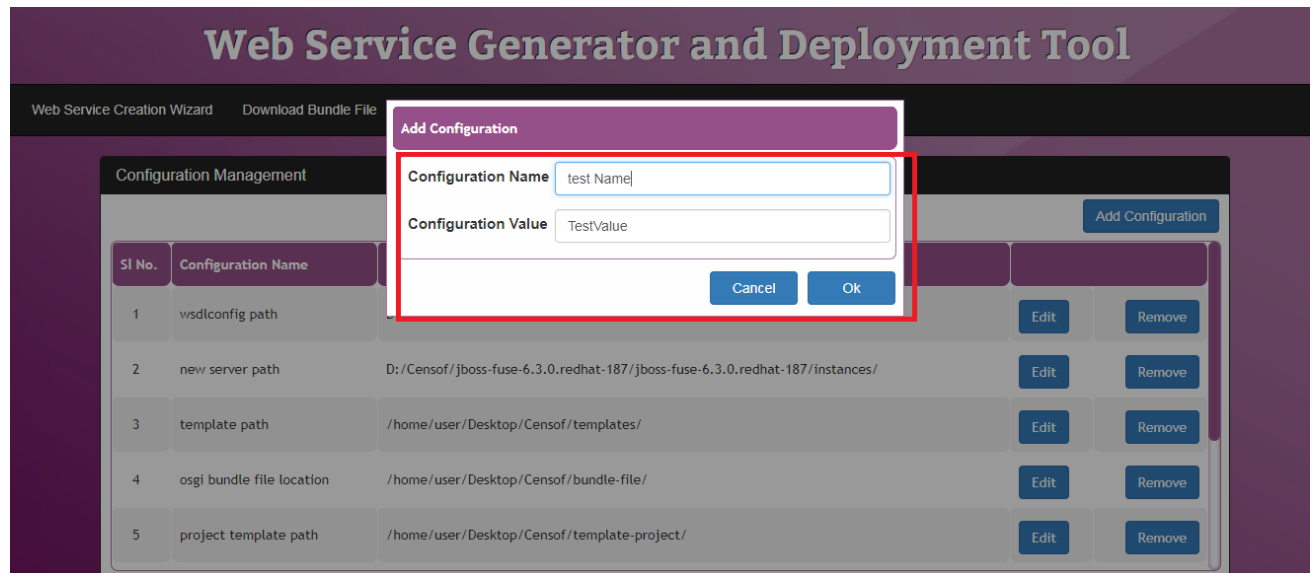 Web Service Generator and Deployment Tool
Web Service Creation Wizard Download Bundle File
Add Configuration
Configuration Name test Name
Configuration Value TestValue
Cancel Ok
Configuration Management
Add Configuration
Sl No. Configuration Name
1 wsdlconfig path Edit Remove
2 new server path D:/Censof/jboss-fuse-6.3.0.redhat-187/jboss-fuse-6.3.0.redhat-187/instances/ Edit Remove
3 template path /home/user/Desktop/Censof/templates/ Edit Remove
4 osgi bundle file location /home/user/Desktop/Censof/bundle-file/ Edit Remove
5 project template path /home/user/Desktop/Censof/template-project/ Edit Remove